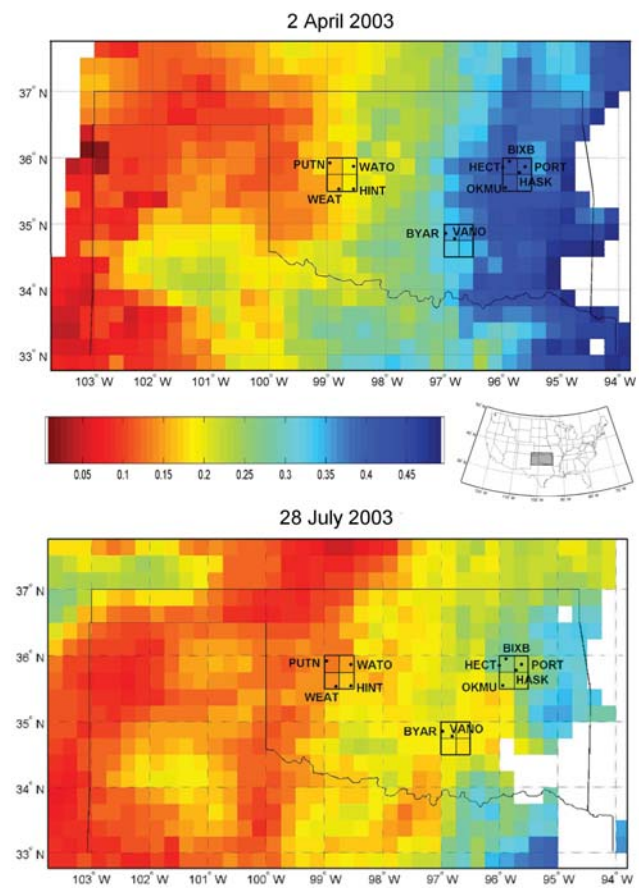 2 April 2003
37° N
36° N
35° N
34° N
33° N
PUTN
WATO
WEAT
HINT
BIXB
HECT
PORT
HASK
OKMU
BYAR
VANO
103° W
102° W
101° W
100° W
99° W
98° W
97° W
96° W
95° W
94° W
0.05
0.1
0.15
0.2
0.25
0.3
0.35
0.4
0.45
28 July 2003
37° N
36° N
35° N
34° N
33° N
PUTN
WATO
WEAT
HINT
BIXB
HECT
PORT
HASK
OKMU
BYAR
VANO
103° W
102° W
101° W
100° W
99° W
98° W
97° W
96° W
95° W
94° W